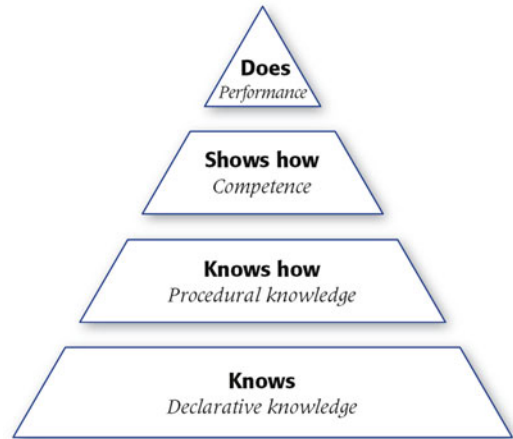 Does
Performance
Shows how
Competence
Knows how
Procedural knowledge
Knows
Declarative knowledge